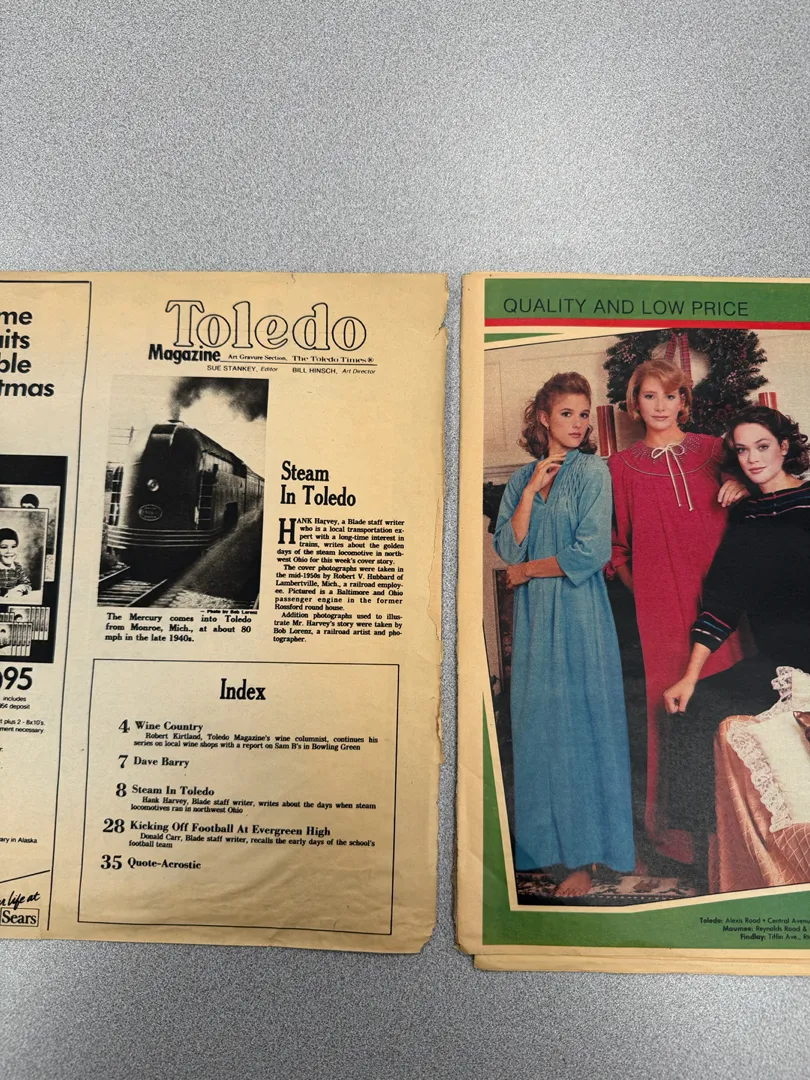 me
uits
ble
tmas
95
includes
95¢ deposit
t plus 2 - 8x10's.
ment necessary.
r.
ary in Alaska
r life at
Sears
Toledo
Magazine Art Gravure Section, The Toledo Times®
SUE STANKEY, Editor BILL HINSCH, Art Director
— Photo by Bob Lorenz
The Mercury comes into Toledo
from Monroe, Mich., at about 80
mph in the late 1940s.
Steam
In Toledo
HANK Harvey, a Blade staff writer
who is a local transportation ex-
pert with a long-time interest in
trains, writes about the golden
days of the steam locomotive in north-
west Ohio for this week's cover story.
The cover photographs were taken in
the mid-1950s by Robert V. Hubbard of
Lambertville, Mich., a railroad employ-
ee. Pictured is a Baltimore and Ohio
passenger engine in the former
Rossford round house.
Addition photographs used to illus-
trate Mr. Harvey's story were taken by
Bob Lorenz, a railroad artist and pho-
tographer.
Index
4 Wine Country
Robert Kirtland, Toledo Magazine's wine columnist, continues his
series on local wine shops with a report on Sam B's in Bowling Green
7 Dave Barry
8 Steam In Toledo
Hank Harvey, Blade staff writer, writes about the days when steam
locomotives ran in northwest Ohio
28 Kicking Off Football At Evergreen High
Donald Carr, Blade staff writer, recalls the early days of the school's
football team
35 Quote-Acrostic
QUALITY AND LOW PRICE
Toledo: Alexis Road • Central Avenu
Maumee: Reynolds Road &
Findlay: Tiffin Ave., Rt